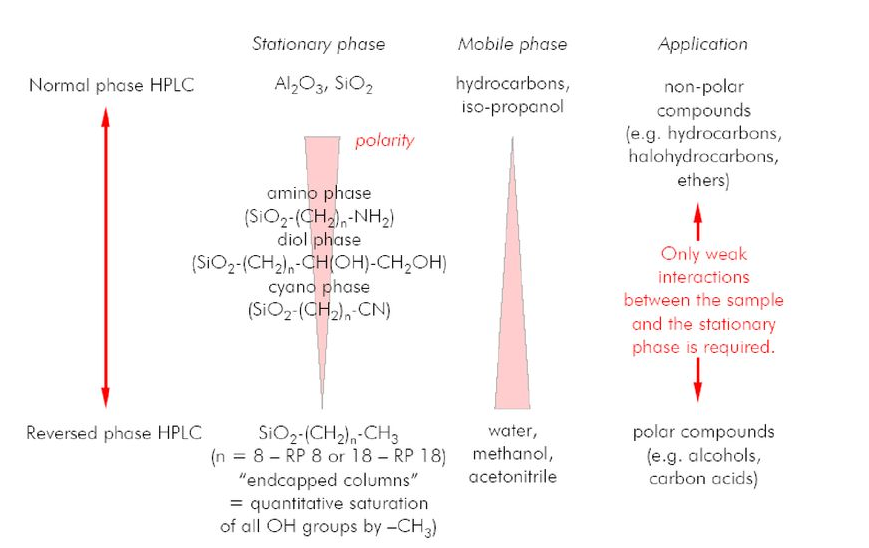 Stationary phase
Mobile phase
Application
Normal phase HPLC
Al₂O₃, SiO₂
hydrocarbons,
iso-propanol
non-polar
compounds
(e.g. hydrocarbons,
halohydrocarbons,
ethers)
polarity
amino phase
(SiO₂-(CH₂)ₙ-NH₂)
diol phase
(SiO₂-(CH₂)ₙ-CH(OH)-CH₂OH)
cyano phase
(SiO₂-(CH₂)ₙ-CN)
Only weak
interactions
between the sample
and the stationary
phase is required.
Reversed phase HPLC
SiO₂-(CH₂)ₙ-CH₃
(n = 8 – RP 8 or 18 – RP 18)
"endcapped columns"
= quantitative saturation
of all OH groups by –CH₃)
water,
methanol,
acetonitrile
polar compounds
(e.g. alcohols,
carbon acids)